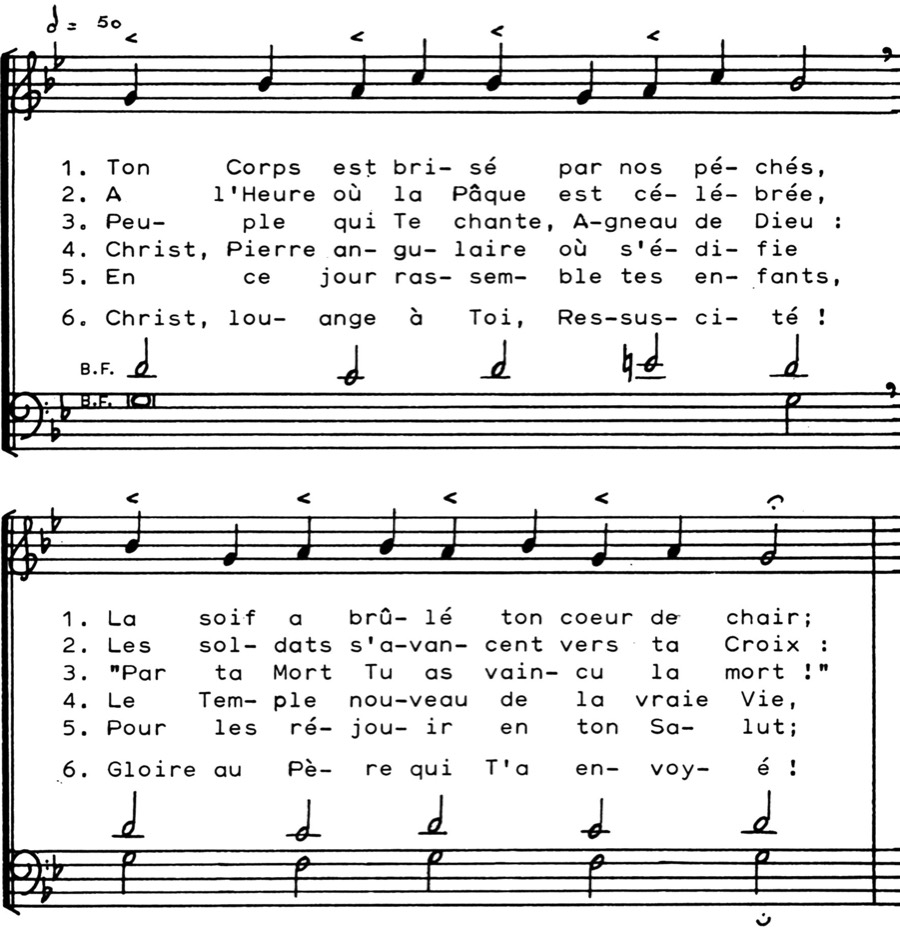 = 50
1. Ton Corps est bri- sé par nos pé- chés,
2. A l'Heure où la Pâque est cé- lé- brée,
3. Peu- ple qui Te chante, A-gneau de Dieu :
4. Christ, Pierre an- gu- laire où s'é- di- fie
5. En ce jour ras- sem- ble tes en- fants,
6. Christ, lou- ange à Toi, Res-sus- ci- té !
B.F.
B.F.
1. La soif a brû- lé ton coeur de chair;
2. Les sol- dats s'a-van- cent vers ta Croix :
3. "Par ta Mort Tu as vain- cu la mort !"
4. Le Tem- ple nou-veau de la vraie Vie,
5. Pour les ré- jou- ir en ton Sa- lut;
6. Gloire au Pè- re qui T'a en- voy- é !